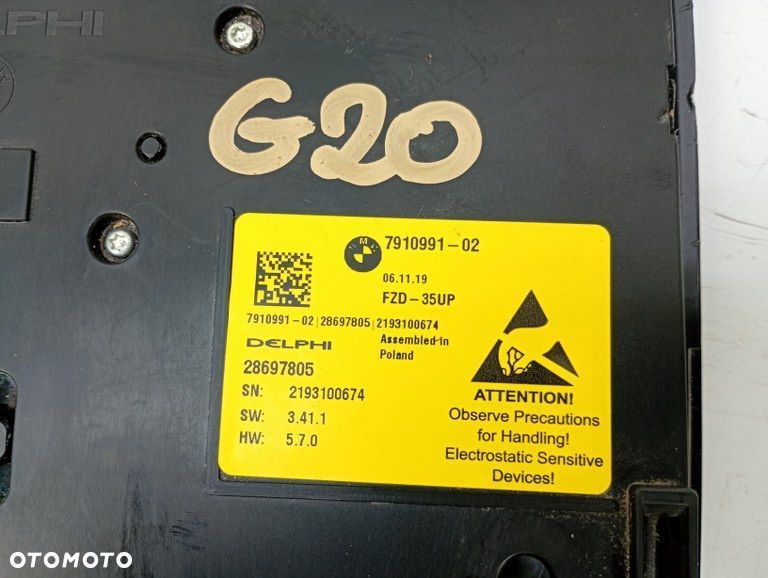 DELPHI
G20
7910991-02
06.11.19
FZD-35UP
7910991-02|28697805|2193100674
DELPHI
Assembled in
Poland
28697805
SN: 2193100674
SW: 3.41.1
HW: 5.7.0
ATTENTION!
Observe Precautions
for Handling!
Electrostatic Sensitive
Devices!
OTOMOTO